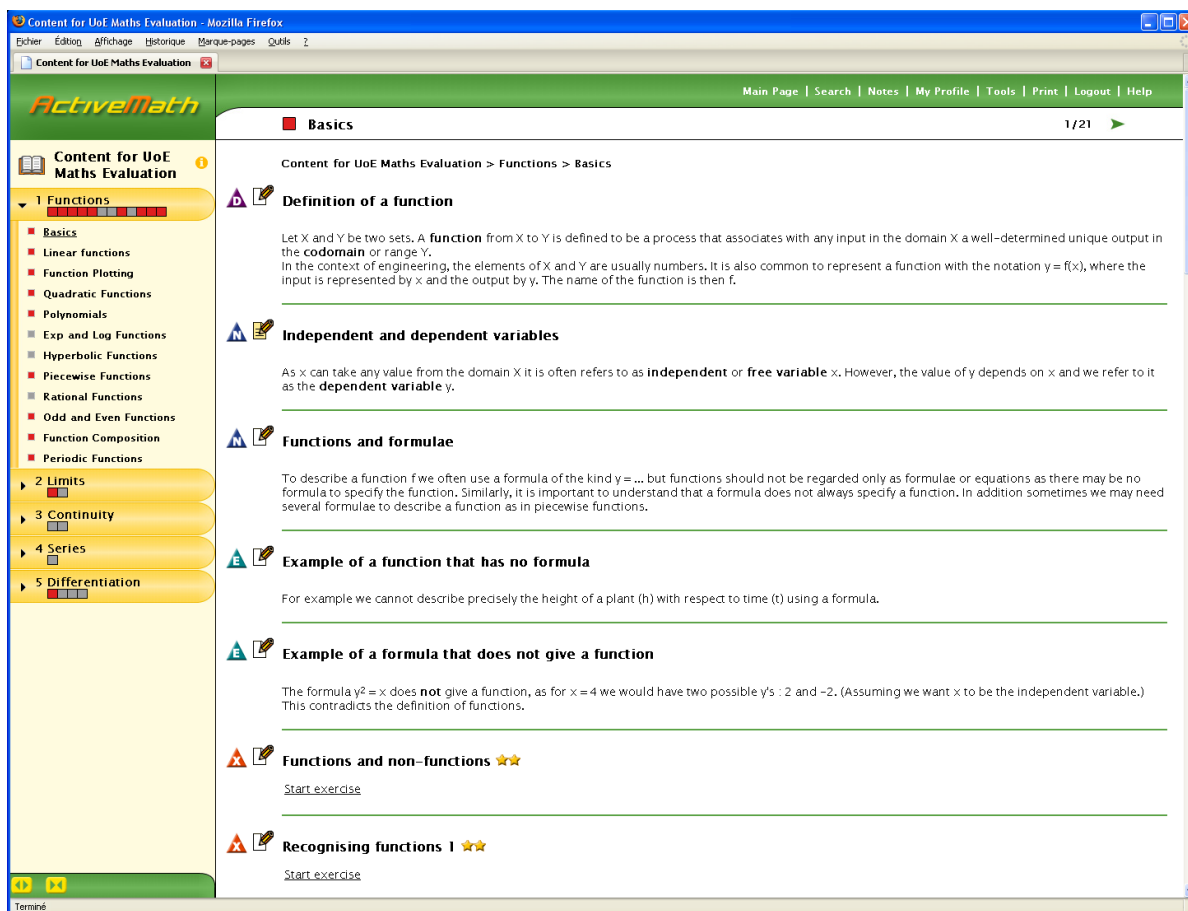 Content for UoE Maths Evaluation - Mozilla Firefox
Fichier Édition Affichage Historique Marque-pages Outils ?
Content for UoE Maths Evaluation
ActiveMath
Main Page | Search | Notes | My Profile | Tools | Print | Logout | Help
Basics
1/21
Content for UoE
Maths Evaluation
1 Functions
Basics
Linear functions
Function Plotting
Quadratic Functions
Polynomials
Exp and Log Functions
Hyperbolic Functions
Piecewise Functions
Rational Functions
Odd and Even Functions
Function Composition
Periodic Functions
2 Limits
3 Continuity
4 Series
5 Differentiation
Content for UoE Maths Evaluation > Functions > Basics
D
Definition of a function
Let X and Y be two sets. A function from X to Y is defined to be a process that associates with any input in the domain X a well-determined unique output in
the codomain or range Y.
In the context of engineering, the elements of X and Y are usually numbers. It is also common to represent a function with the notation y = f(x), where the
input is represented by x and the output by y. The name of the function is then f.
N
Independent and dependent variables
As x can take any value from the domain X it is often refers to as independent or free variable x. However, the value of y depends on x and we refer to it
as the dependent variable y.
N
Functions and formulae
To describe a function f we often use a formula of the kind y = ... but functions should not be regarded only as formulae or equations as there may be no
formula to specify the function. Similarly, it is important to understand that a formula does not always specify a function. In addition sometimes we may need
several formulae to describe a function as in piecewise functions.
E
Example of a function that has no formula
For example we cannot describe precisely the height of a plant (h) with respect to time (t) using a formula.
E
Example of a formula that does not give a function
The formula y² = x does not give a function, as for x = 4 we would have two possible y's : 2 and -2. (Assuming we want x to be the independent variable.)
This contradicts the definition of functions.
X
Functions and non-functions
Start exercise
X
Recognising functions 1
Start exercise
Terminé